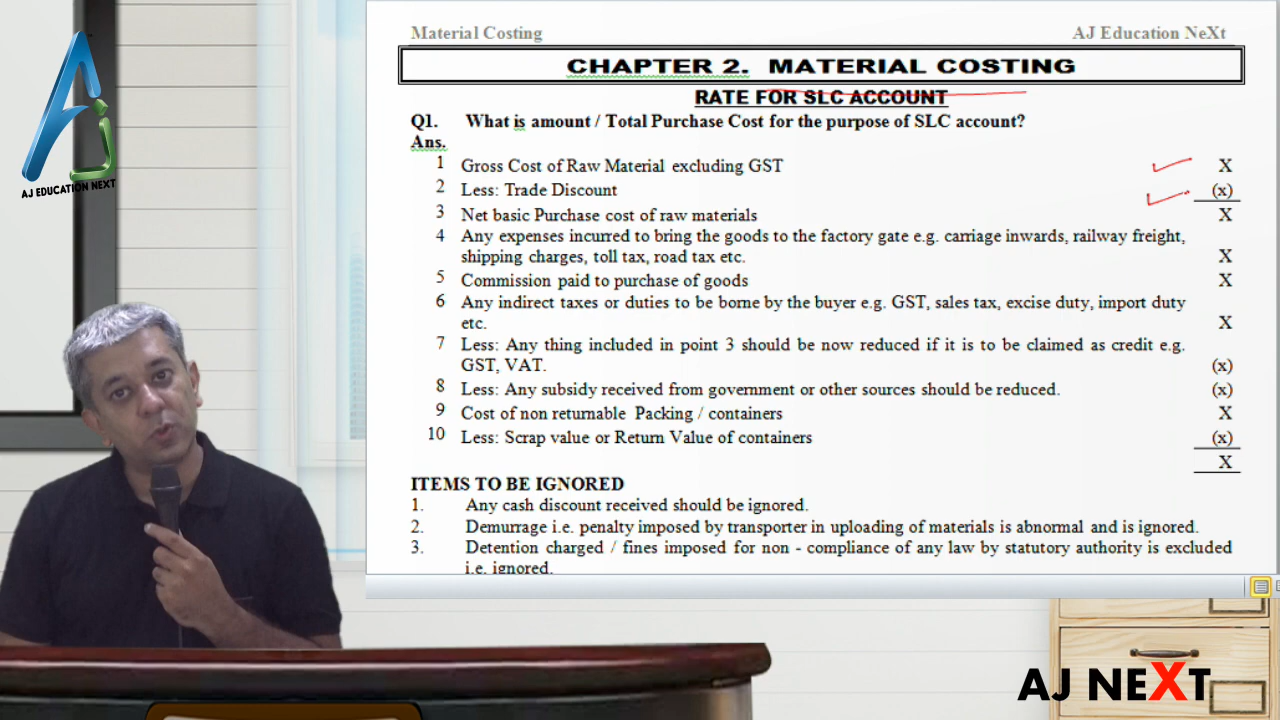 Material Costing AJ Education NeXt
CHAPTER 2. MATERIAL COSTING
RATE FOR SLC ACCOUNT
Q1. What is amount / Total Purchase Cost for the purpose of SLC account?
Ans.
1 Gross Cost of Raw Material excluding GST X
2 Less: Trade Discount (x)
3 Net basic Purchase cost of raw materials X
4 Any expenses incurred to bring the goods to the factory gate e.g. carriage inwards, railway freight,
shipping charges, toll tax, road tax etc. X
5 Commission paid to purchase of goods X
6 Any indirect taxes or duties to be borne by the buyer e.g. GST, sales tax, excise duty, import duty
etc. X
7 Less: Any thing included in point 3 should be now reduced if it is to be claimed as credit e.g.
GST, VAT. (x)
8 Less: Any subsidy received from government or other sources should be reduced. (x)
9 Cost of non returnable Packing / containers X
10 Less: Scrap value or Return Value of containers (x)
X
ITEMS TO BE IGNORED
1. Any cash discount received should be ignored.
2. Demurrage i.e. penalty imposed by transporter in uploading of materials is abnormal and is ignored.
3. Detention charged / fines imposed for non - compliance of any law by statutory authority is excluded
i.e. ignored.
AJ EDUCATION NEXT
AJ NEXT